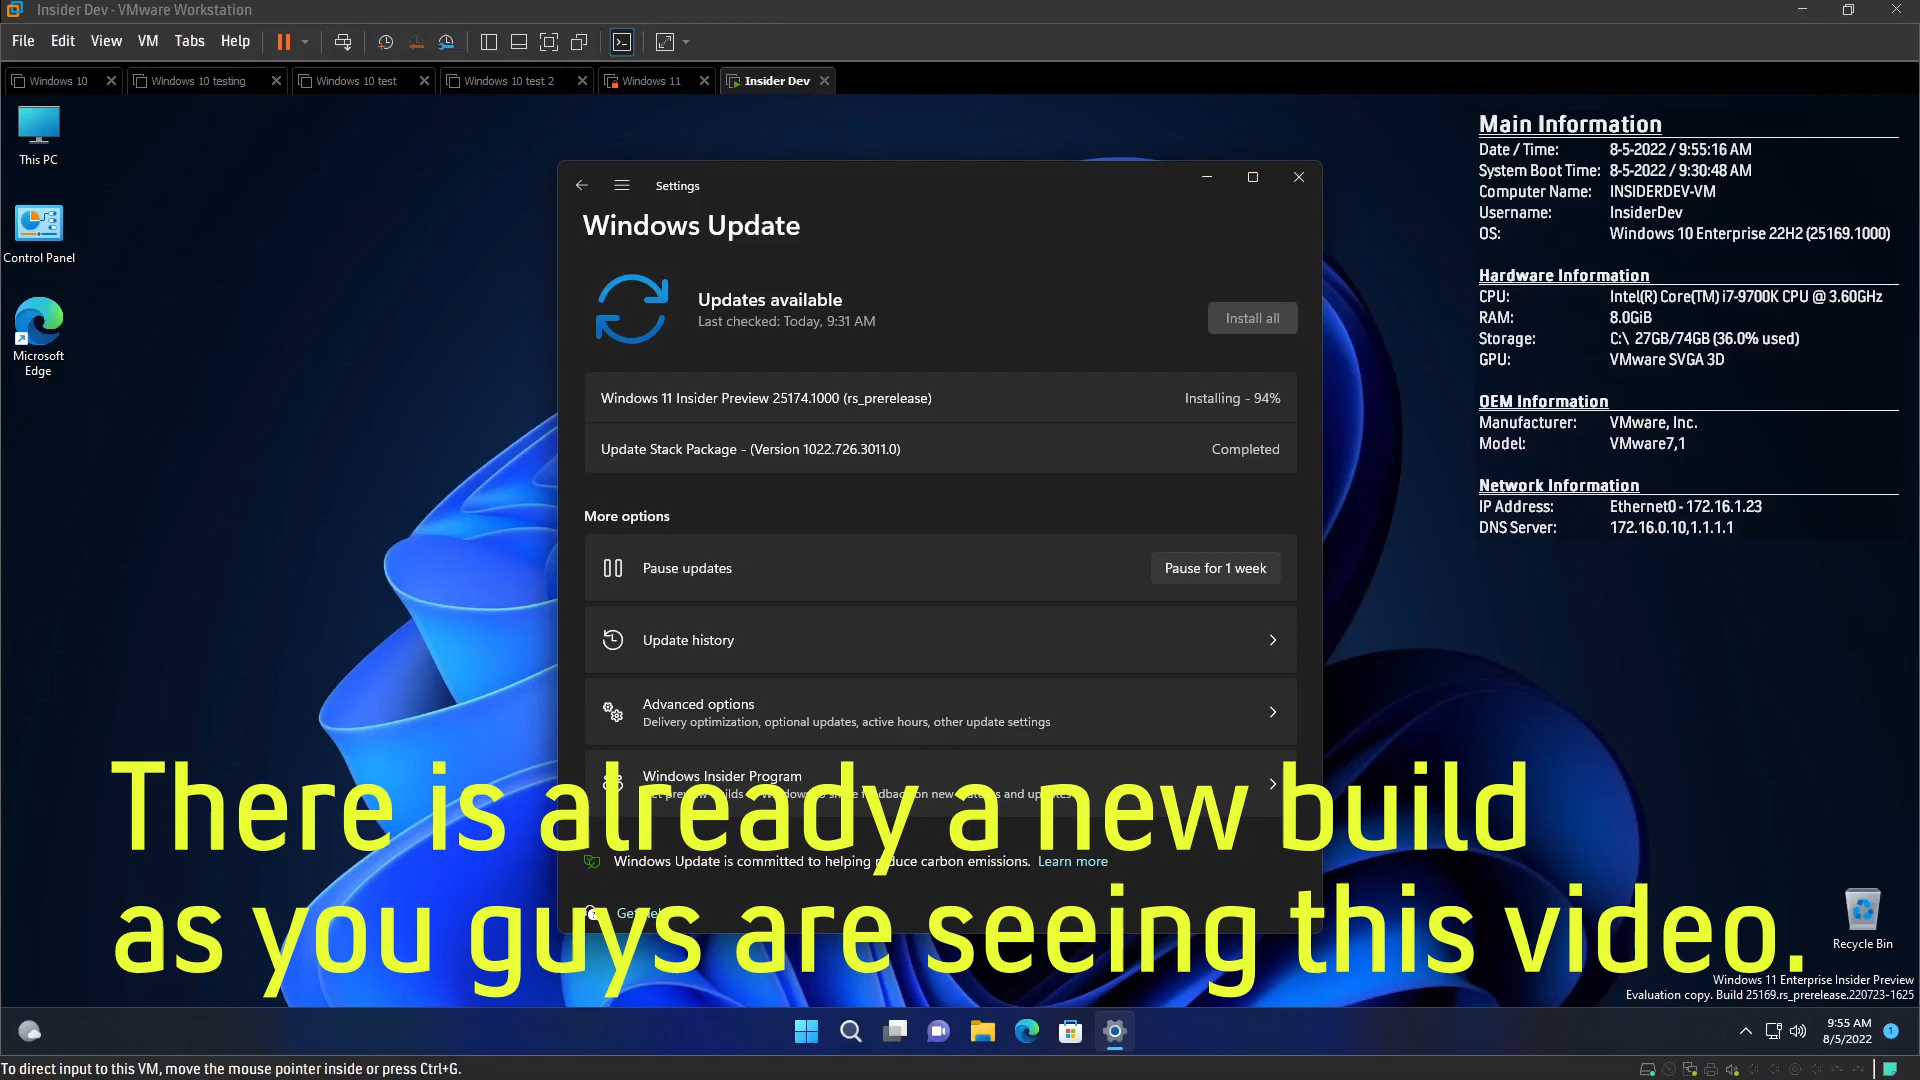 Insider Dev - VMware Workstation
File Edit View VM Tabs Help
Windows 10 Windows 10 testing Windows 10 test Windows 10 test 2 Windows 11 Insider Dev
This PC
Control Panel
Microsoft
Edge
Settings
Windows Update
Updates available
Last checked: Today, 9:31 AM
Install all
Windows 11 Insider Preview 25174.1000 (rs_prerelease) Installing - 94%
Update Stack Package - (Version 1022.726.3011.0) Completed
More options
Pause updates Pause for 1 week
Update history
Advanced options
Delivery optimization, optional updates, active hours, other update settings
Windows Insider Program
Windows Update is committed to helping reduce carbon emissions. Learn more
Main Information
Date / Time: 8-5-2022 / 9:55:16 AM
System Boot Time: 8-5-2022 / 9:30:48 AM
Computer Name: INSIDERDEV-VM
Username: InsiderDev
OS: Windows 10 Enterprise 22H2 (25169.1000)
Hardware Information
CPU: Intel(R) Core(TM) i7-9700K CPU @ 3.60GHz
RAM: 8.0GiB
Storage: C:\ 27GB/74GB (36.0% used)
GPU: VMware SVGA 3D
OEM Information
Manufacturer: VMware, Inc.
Model: VMware7,1
Network Information
IP Address: Ethernet0 - 172.16.1.23
DNS Server: 172.16.0.10,1.1.1.1
There is already a new build
as you guys are seeing this video.
Recycle Bin
Windows 11 Enterprise Insider Preview
Evaluation copy. Build 25169.rs_prerelease.220723-1625
9:55 AM
8/5/2022
1
To direct input to this VM, move the mouse pointer inside or press Ctrl+G.